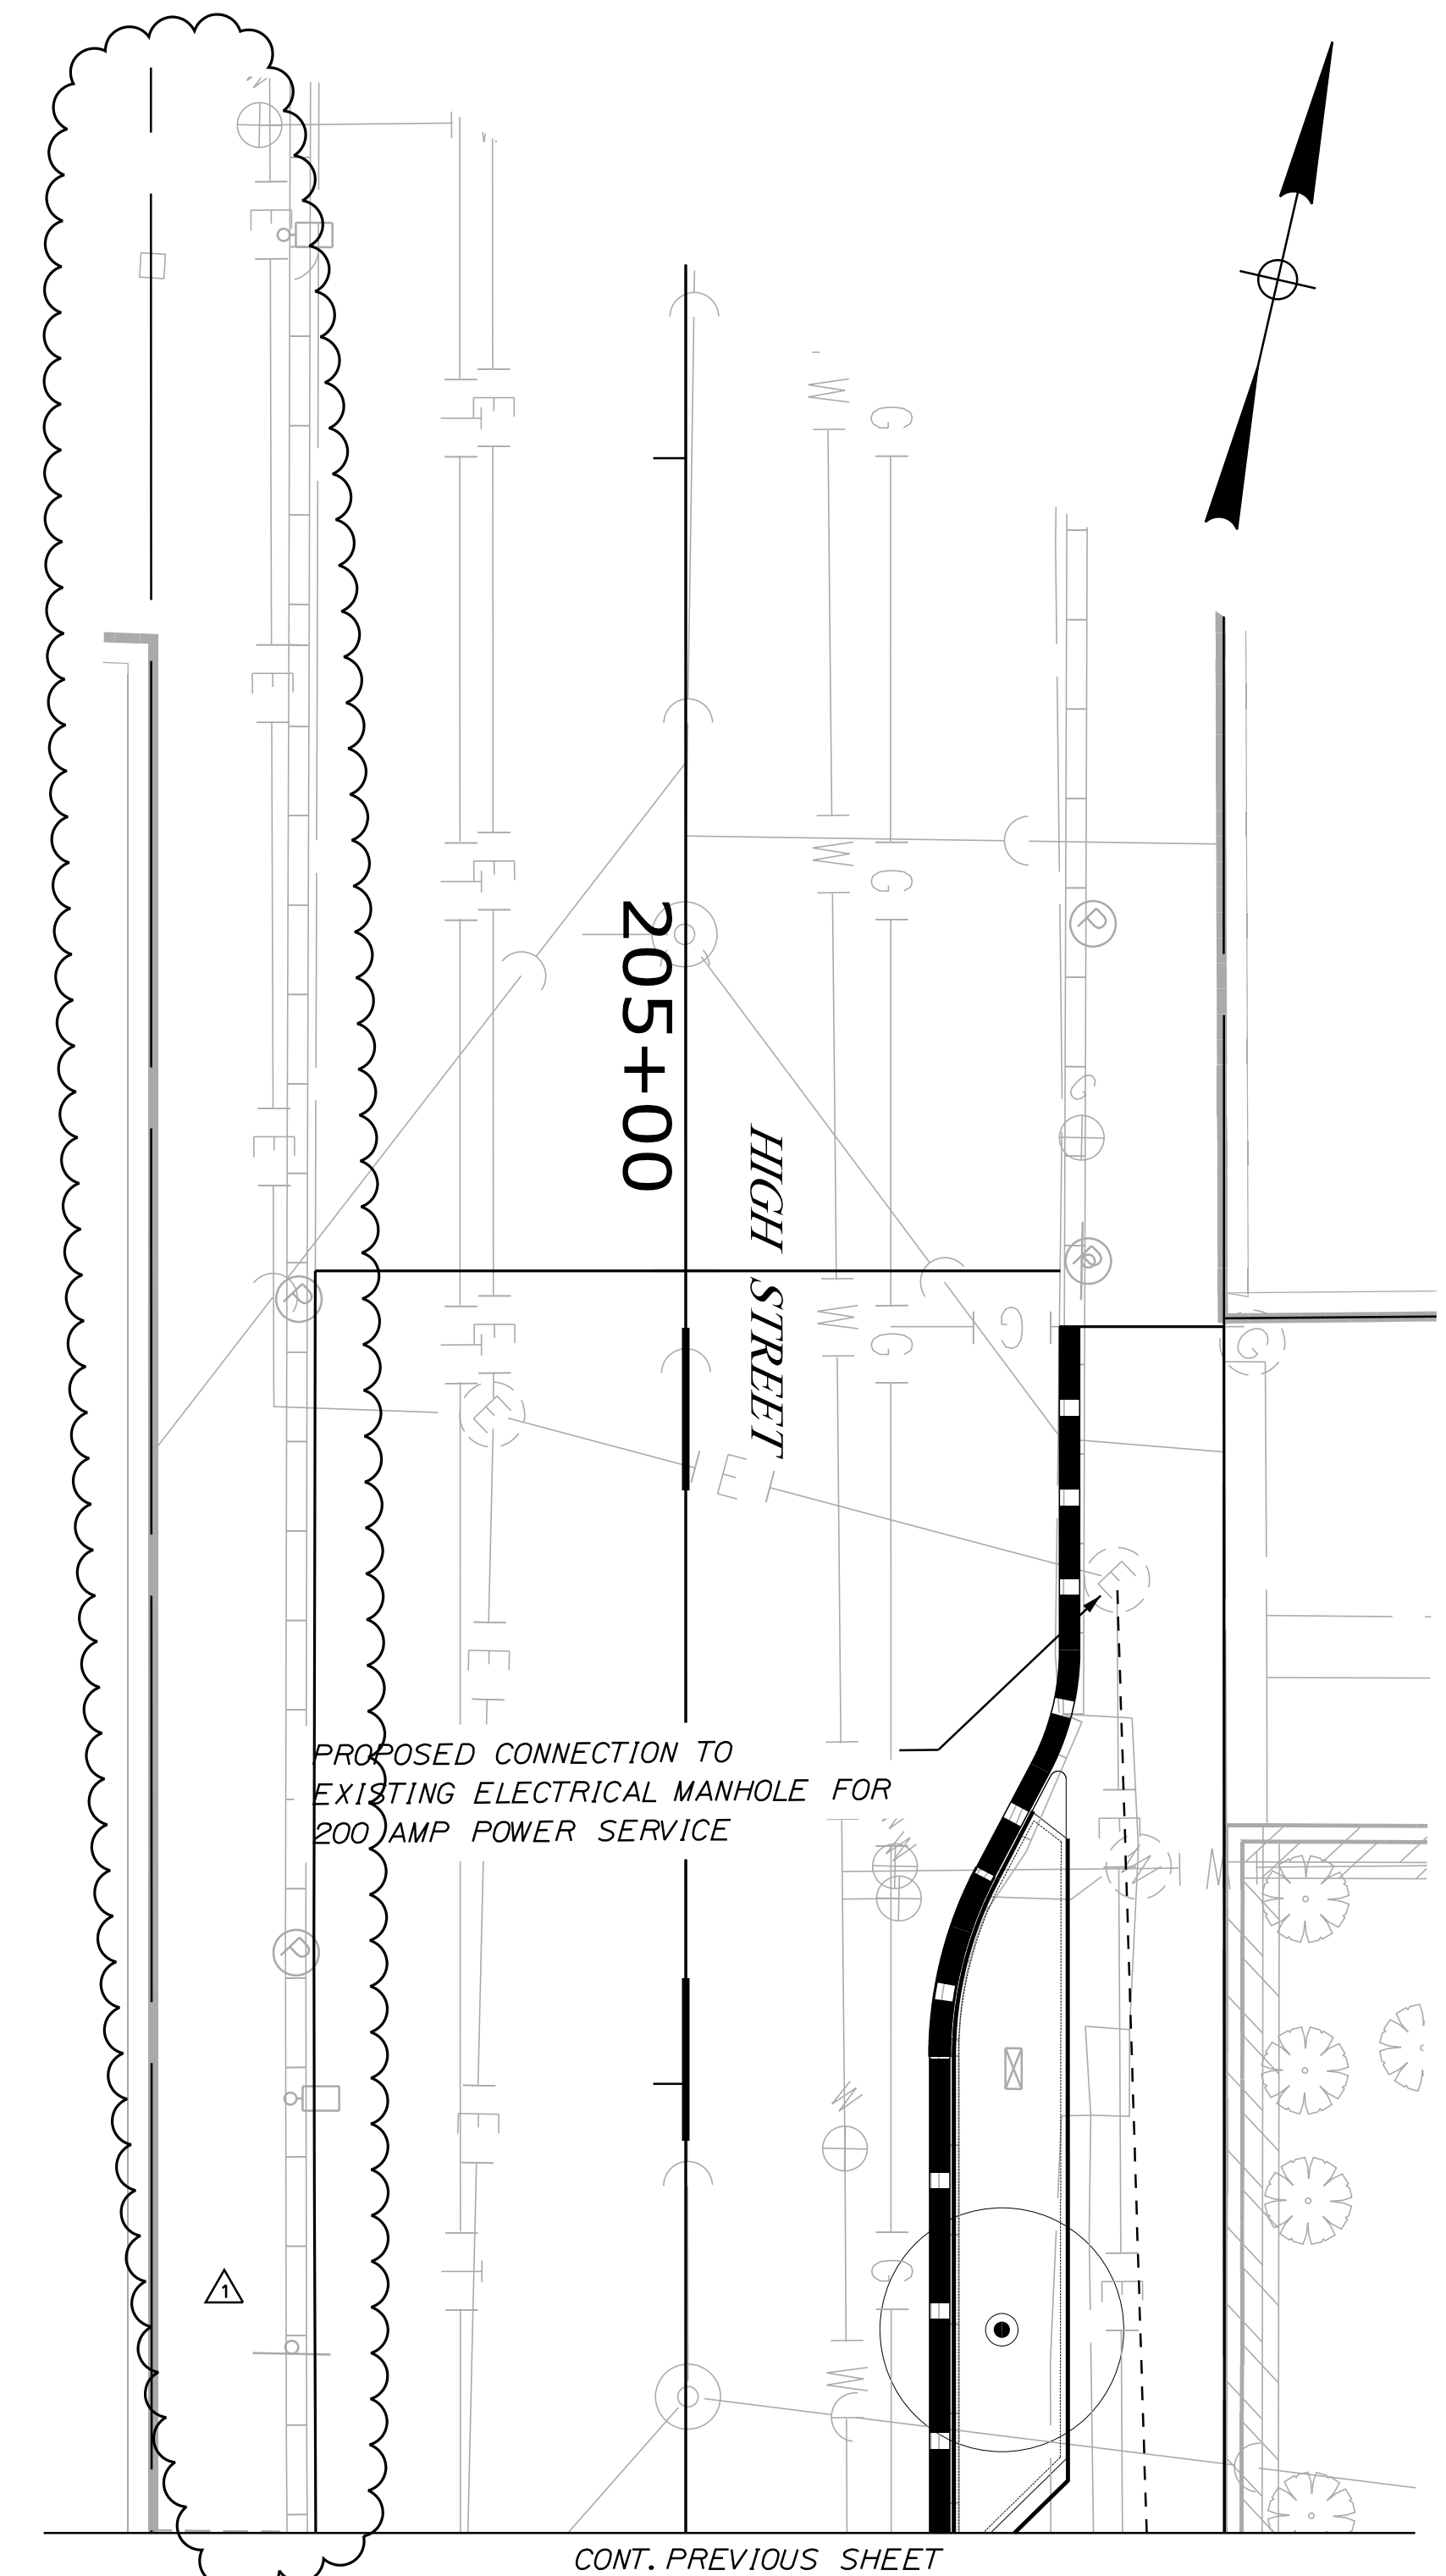 205+00
HIGH STREET
W
G
E
T
E
E
T
E
W
G
P
E
P
P
T
E
W
G
G
G
E
E
E
E
PROPOSED CONNECTION TO
EXISTING ELECTRICAL MANHOLE FOR
200 AMP POWER SERVICE
E
W
W
P
E
T
G
E
W
1
CONT. PREVIOUS SHEET